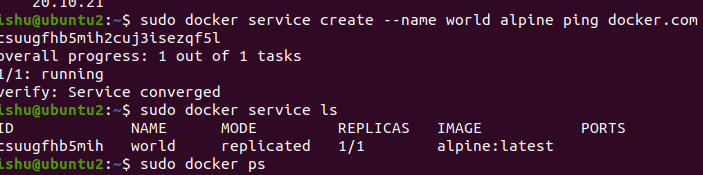 20.10.21
ishu@ubuntu2:~$ sudo docker service create --name world alpine ping docker.com
csuugfhb5mih2cuj3isezqf5l
overall progress: 1 out of 1 tasks
1/1: running
verify: Service converged
ishu@ubuntu2:~$ sudo docker service ls
ID NAME MODE REPLICAS IMAGE PORTS
csuugfhb5mih world replicated 1/1 alpine:latest
ishu@ubuntu2:~$ sudo docker ps